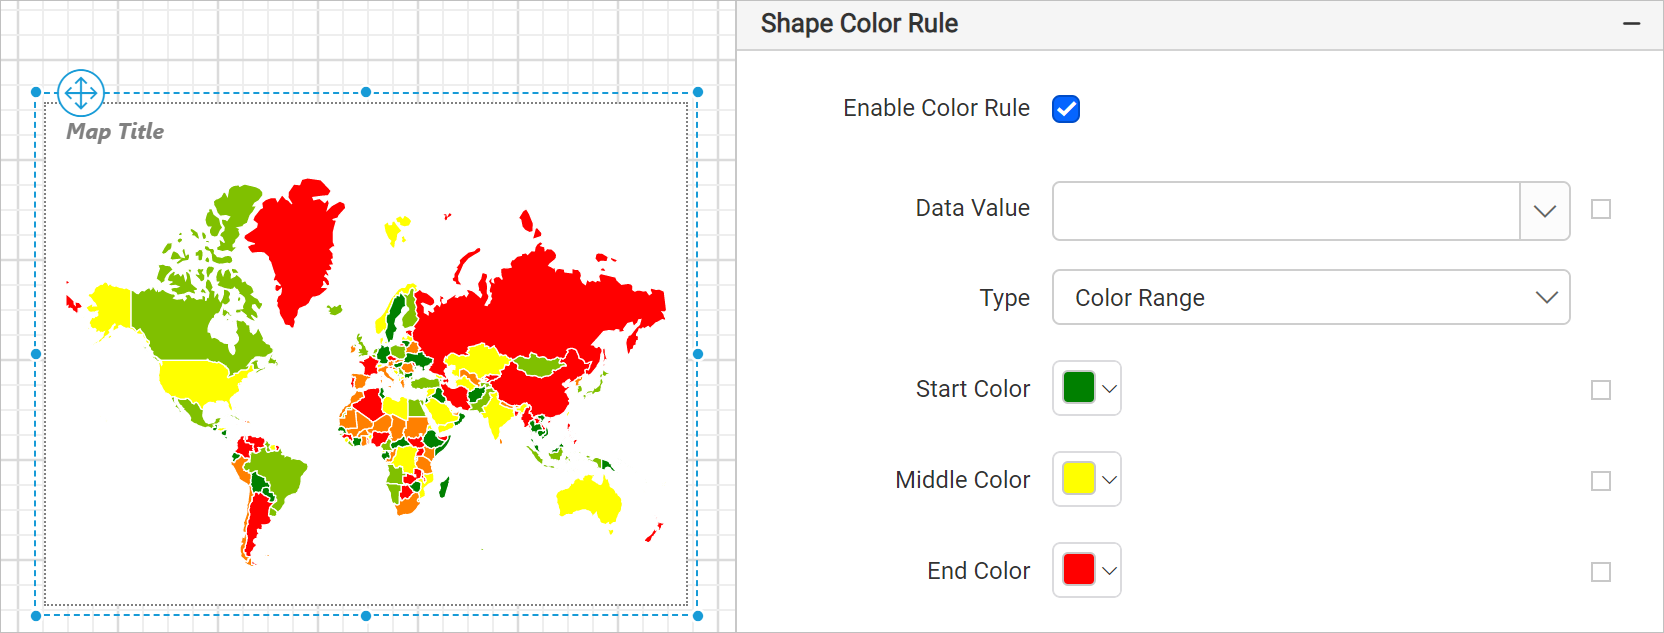 Map Title
Shape Color Rule
Enable Color Rule
Data Value
Type
Color Range
Start Color
Middle Color
End Color